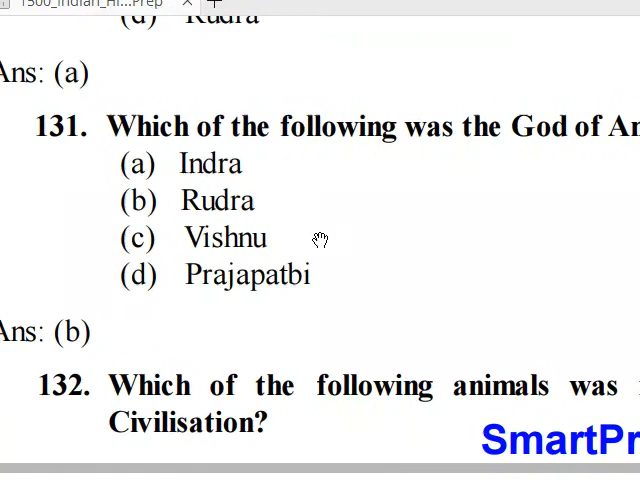 1500_Indian_Hi...Prep
(d) Rudra
Ans: (a)
131. Which of the following was the God of An
(a) Indra
(b) Rudra
(c) Vishnu
(d) Prajapatbi
Ans: (b)
132. Which of the following animals was
Civilisation?
SmartPr